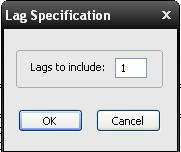 Lag Specification
Lags to include: 1
OK Cancel